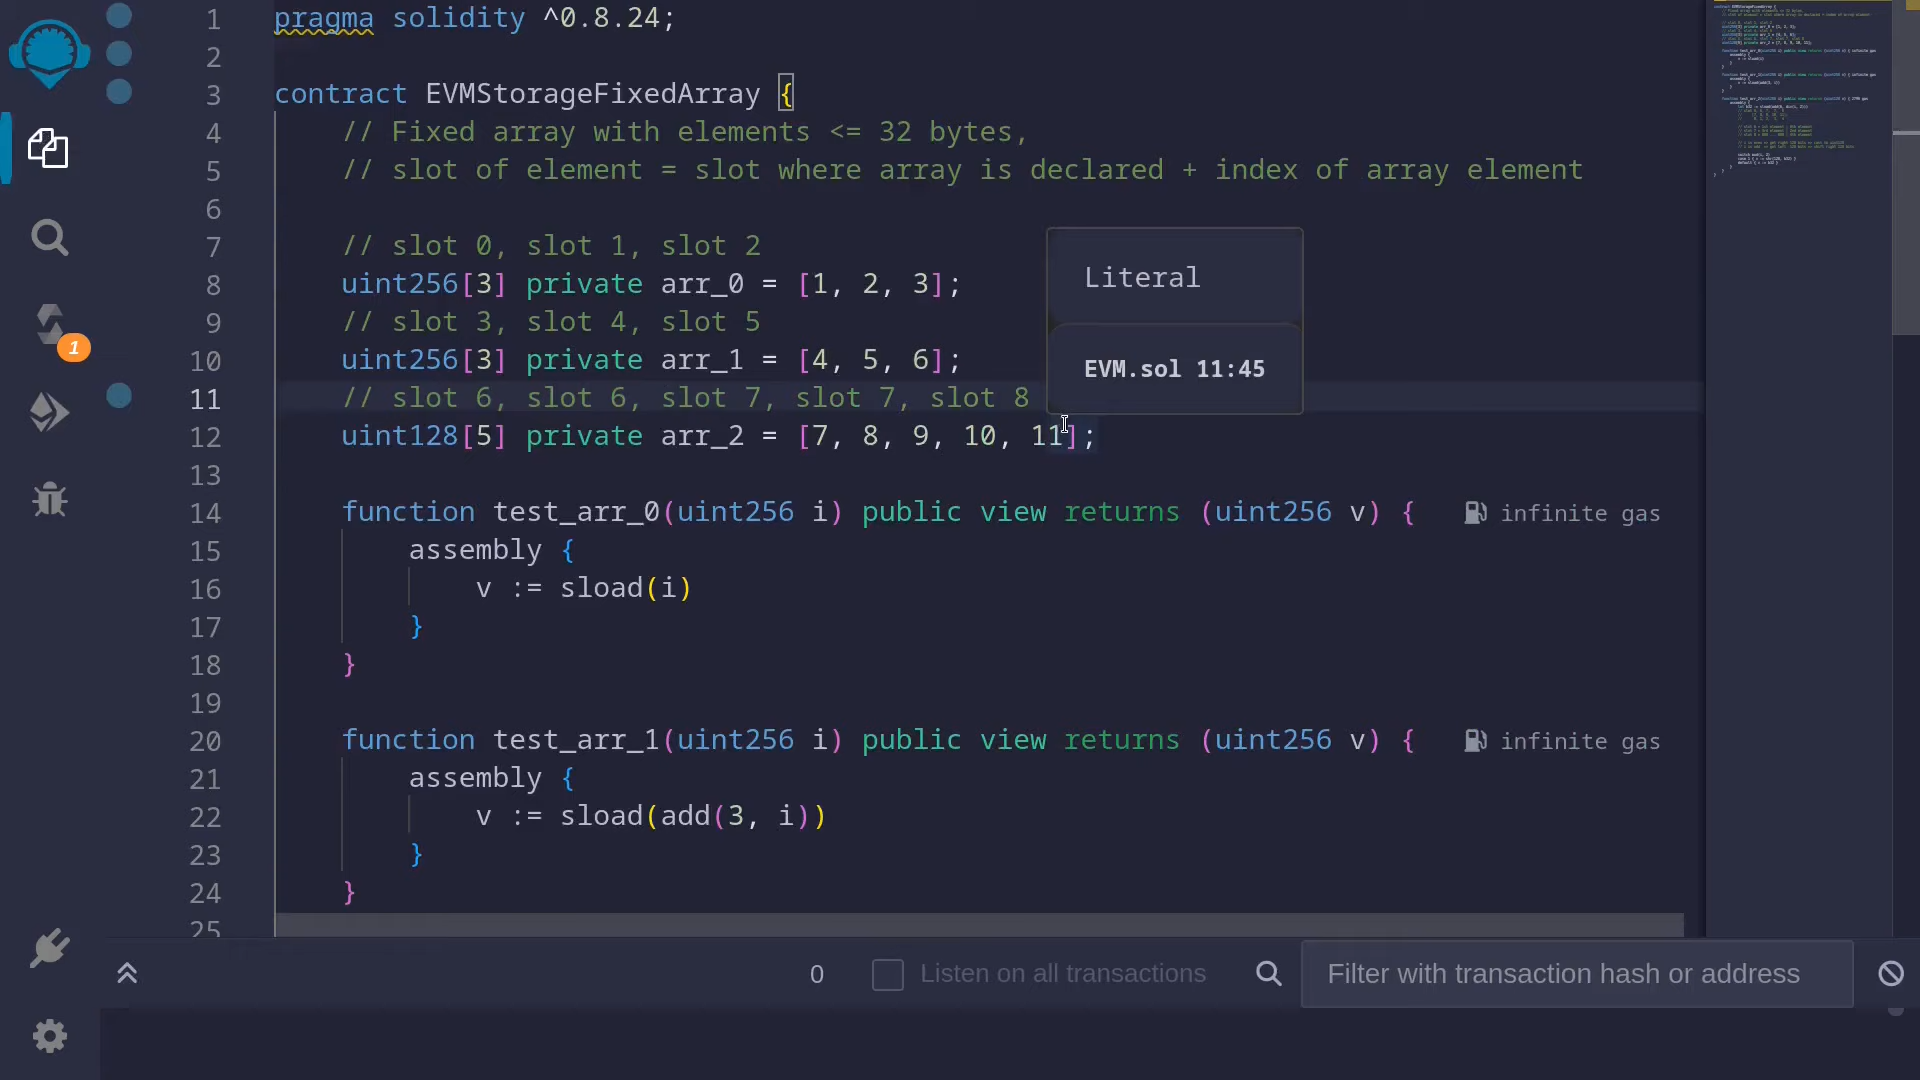 1 pragma solidity ^0.8.24;
2
3 contract EVMStorageFixedArray {
4 // Fixed array with elements <= 32 bytes,
5 // slot of element = slot where array is declared + index of array element
6
7 // slot 0, slot 1, slot 2
8 uint256[3] private arr_0 = [1, 2, 3];
9 // slot 3, slot 4, slot 5
10 uint256[3] private arr_1 = [4, 5, 6];
11 // slot 6, slot 6, slot 7, slot 7, slot 8
12 uint128[5] private arr_2 = [7, 8, 9, 10, 11];
Literal
EVM.sol 11:45
13
14 function test_arr_0(uint256 i) public view returns (uint256 v) { infinite gas
15 assembly {
16 v := sload(i)
17 }
18 }
19
20 function test_arr_1(uint256 i) public view returns (uint256 v) { infinite gas
21 assembly {
22 v := sload(add(3, i))
23 }
24 }
25
1
0 Listen on all transactions Filter with transaction hash or address